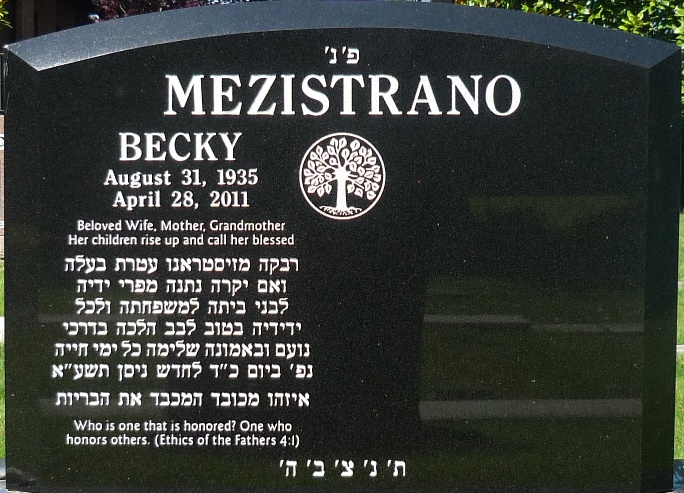 פ' נ'
MEZISTRANO
BECKY
August 31, 1935
April 28, 2011
Beloved Wife, Mother, Grandmother
Her children rise up and call her blessed
רבקה מזיסטראנו עטרת בעלה
ואם יקרה נתנה מפרי ידיה
לבני ביתה למשפחתה ולכל
ידידיה בטוב לבב הלכה בדרכי
נועם ובאמונה שלימה כל ימי חייה
נפ' ביום כ"ד לחדש ניסן תשע"א
איזהו מכובד המכבד את הבריות
Who is one that is honored? One who
honors others. (Ethics of the Fathers 4:1)
ת' נ' צ' ב' ה'